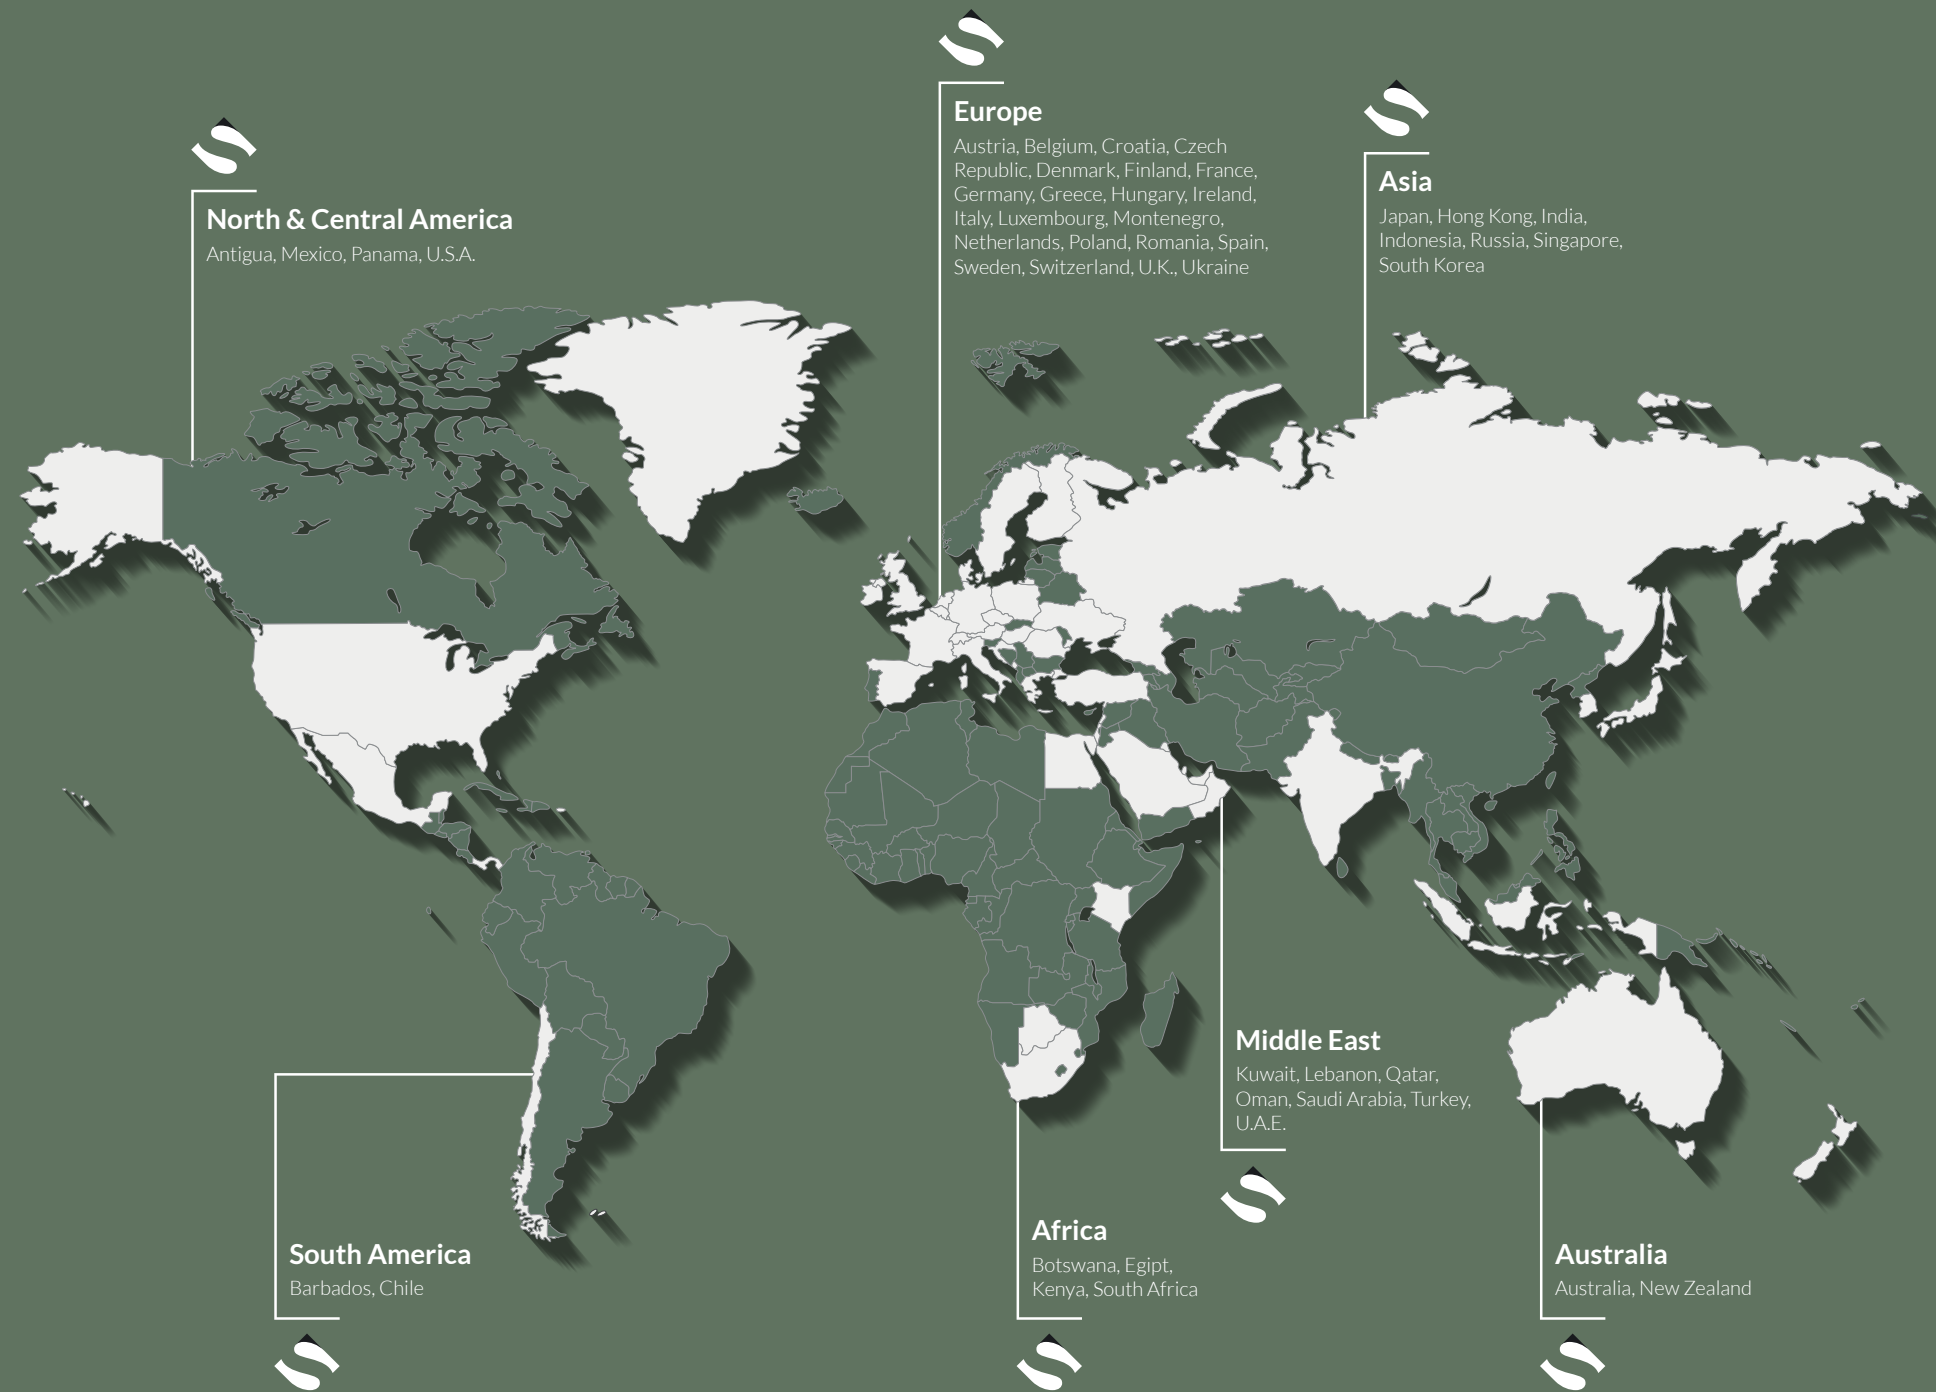 Europe
Austria, Belgium, Croatia, Czech
Republic, Denmark, Finland, France,
Germany, Greece, Hungary, Ireland,
Italy, Luxembourg, Montenegro,
Netherlands, Poland, Romania, Spain,
Sweden, Switzerland, U.K., Ukraine
Asia
Japan, Hong Kong, India,
Indonesia, Russia, Singapore,
South Korea
North & Central America
Antigua, Mexico, Panama, U.S.A.
Middle East
Kuwait, Lebanon, Qatar,
Oman, Saudi Arabia, Turkey,
U.A.E.
South America
Barbados, Chile
Africa
Botswana, Egipt,
Kenya, South Africa
Australia
Australia, New Zealand